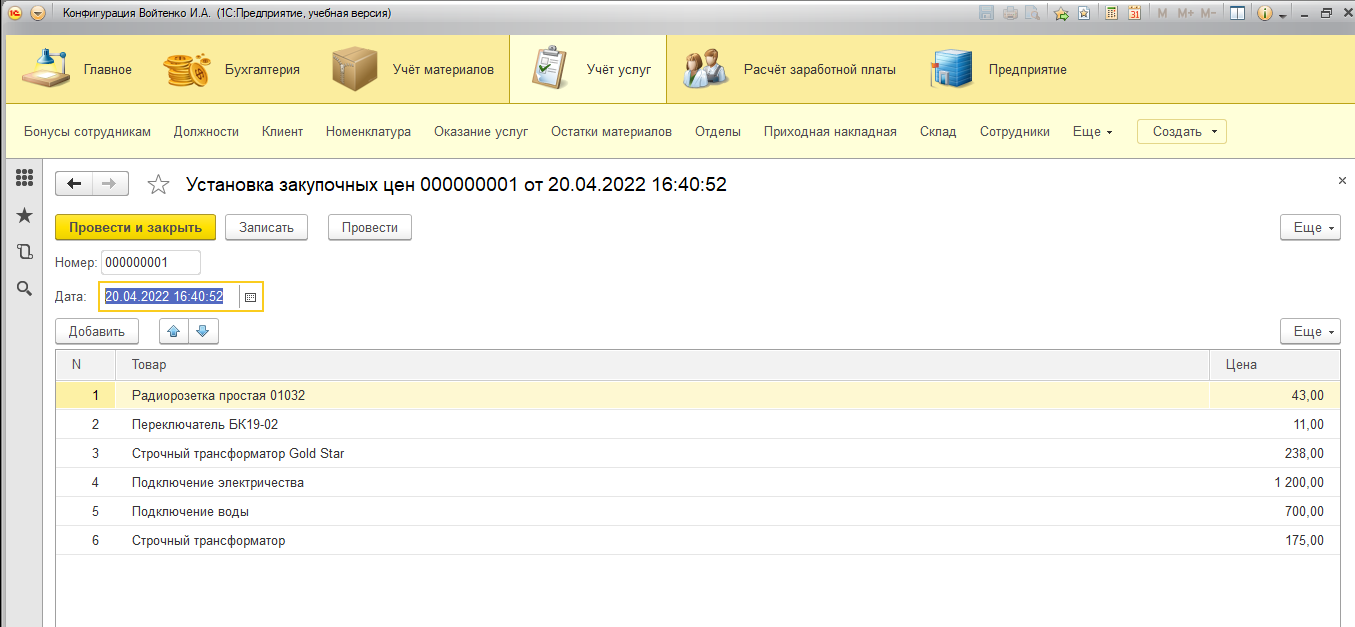 Конфигурация Войтенко И.А. (1С:Предприятие, учебная версия) M M+ M-
Главное Бухгалтерия Учёт материалов Учёт услуг Расчёт заработной платы Предприятие
Бонусы сотрудникам Должности Клиент Номенклатура Оказание услуг Остатки материалов Отделы Приходная накладная Склад Сотрудники Еще Создать
Установка закупочных цен 000000001 от 20.04.2022 16:40:52
Провести и закрыть Записать Провести Еще
Номер: 000000001
Дата: 20.04.2022 16:40:52
Добавить Еще
N Товар Цена
1 Радиорозетка простая 01032 43,00
2 Переключатель БК19-02 11,00
3 Строчный трансформатор Gold Star 238,00
4 Подключение электричества 1 200,00
5 Подключение воды 700,00
6 Строчный трансформатор 175,00